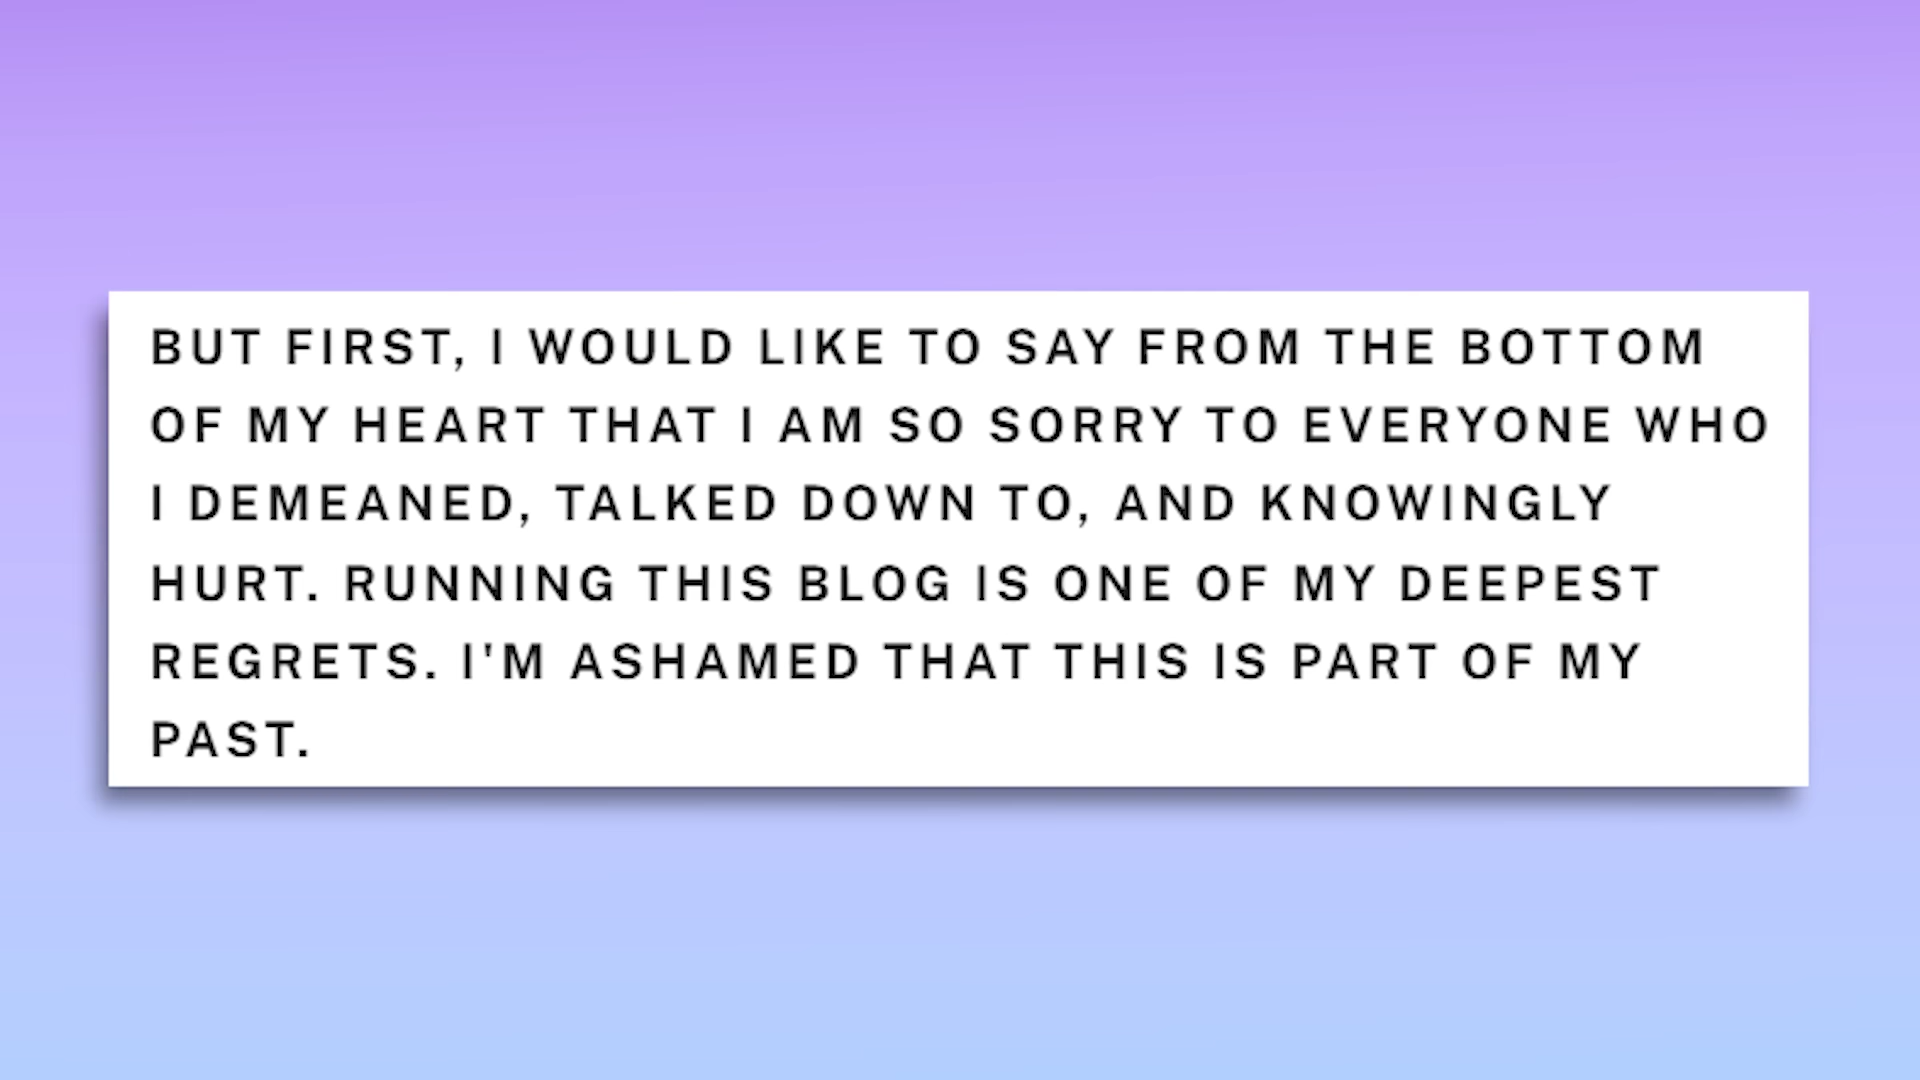 BUT FIRST, I WOULD LIKE TO SAY FROM THE BOTTOM
OF MY HEART THAT I AM SO SORRY TO EVERYONE WHO
I DEMEANED, TALKED DOWN TO, AND KNOWINGLY
HURT. RUNNING THIS BLOG IS ONE OF MY DEEPEST
REGRETS. I'M ASHAMED THAT THIS IS PART OF MY
PAST.